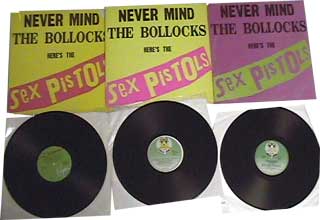 NEVER MIND
THE BOLLOCKS
HERE'S THE
SEX PISTOLS
NEVER MIND
THE BOLLOCKS
HERE'S THE
SEX PISTOLS
NEVER MIND
THE BOLLOCKS
HERE'S THE
SEX PISTOLS